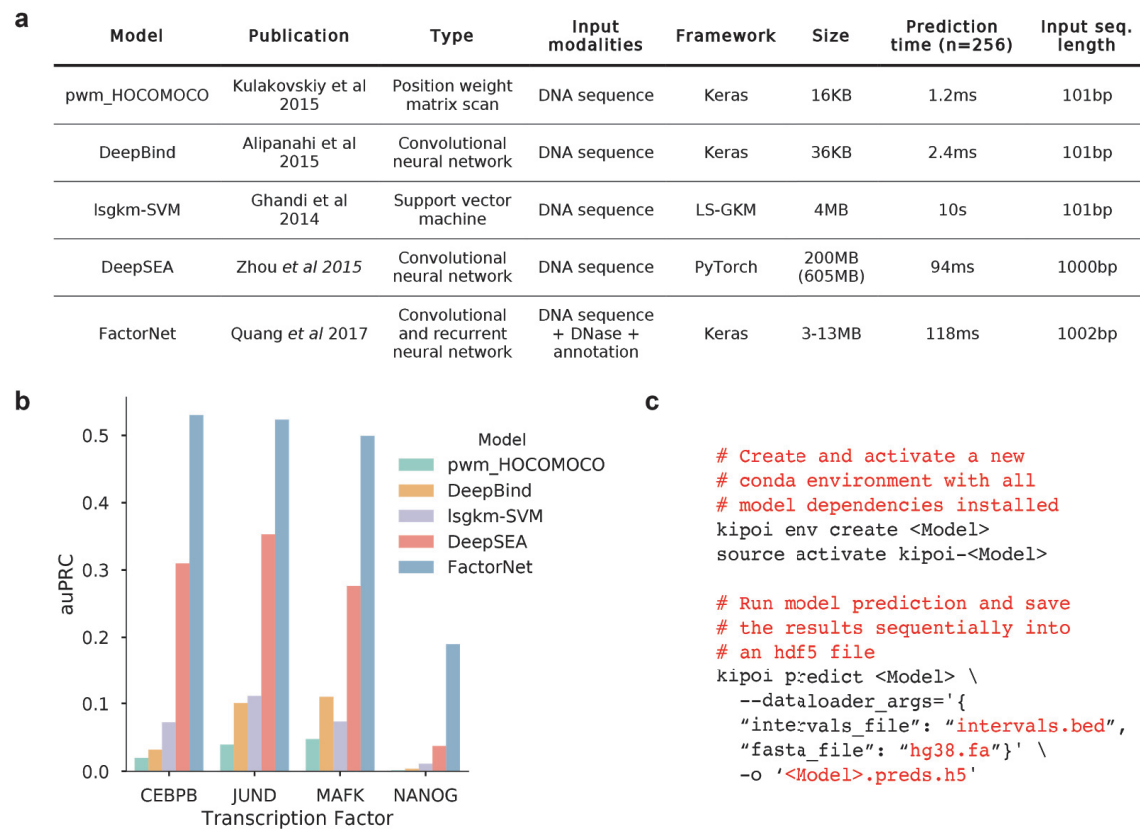 a
Model Publication Type Input modalities Framework Size Prediction time (n=256) Input seq. length
pwm_HOCOMOCO Kulakovskiy et al 2015 Position weight matrix scan DNA sequence Keras 16KB 1.2ms 101bp
DeepBind Alipanahi et al 2015 Convolutional neural network DNA sequence Keras 36KB 2.4ms 101bp
lsgkm-SVM Ghandi et al 2014 Support vector machine DNA sequence LS-GKM 4MB 10s 101bp
DeepSEA Zhou et al 2015 Convolutional neural network DNA sequence PyTorch 200MB (605MB) 94ms 1000bp
FactorNet Quang et al 2017 Convolutional and recurrent neural network DNA sequence + DNase + annotation Keras 3-13MB 118ms 1002bp
b
auPRC
0.5
0.4
0.3
0.2
0.1
0.0
CEBPB JUND MAFK NANOG
Transcription Factor
Model
pwm_HOCOMOCO
DeepBind
lsgkm-SVM
DeepSEA
FactorNet
c
# Create and activate a new
# conda environment with all
# model dependencies installed
kipoi env create <Model>
source activate kipoi-<Model>
# Run model prediction and save
# the results sequentially into
# an hdf5 file
kipoi predict <Model> \
--dataloader_args='{
“intervals_file”: “intervals.bed”,
“fasta_file”: “hg38.fa”}' \
-o ‘<Model>.preds.h5'